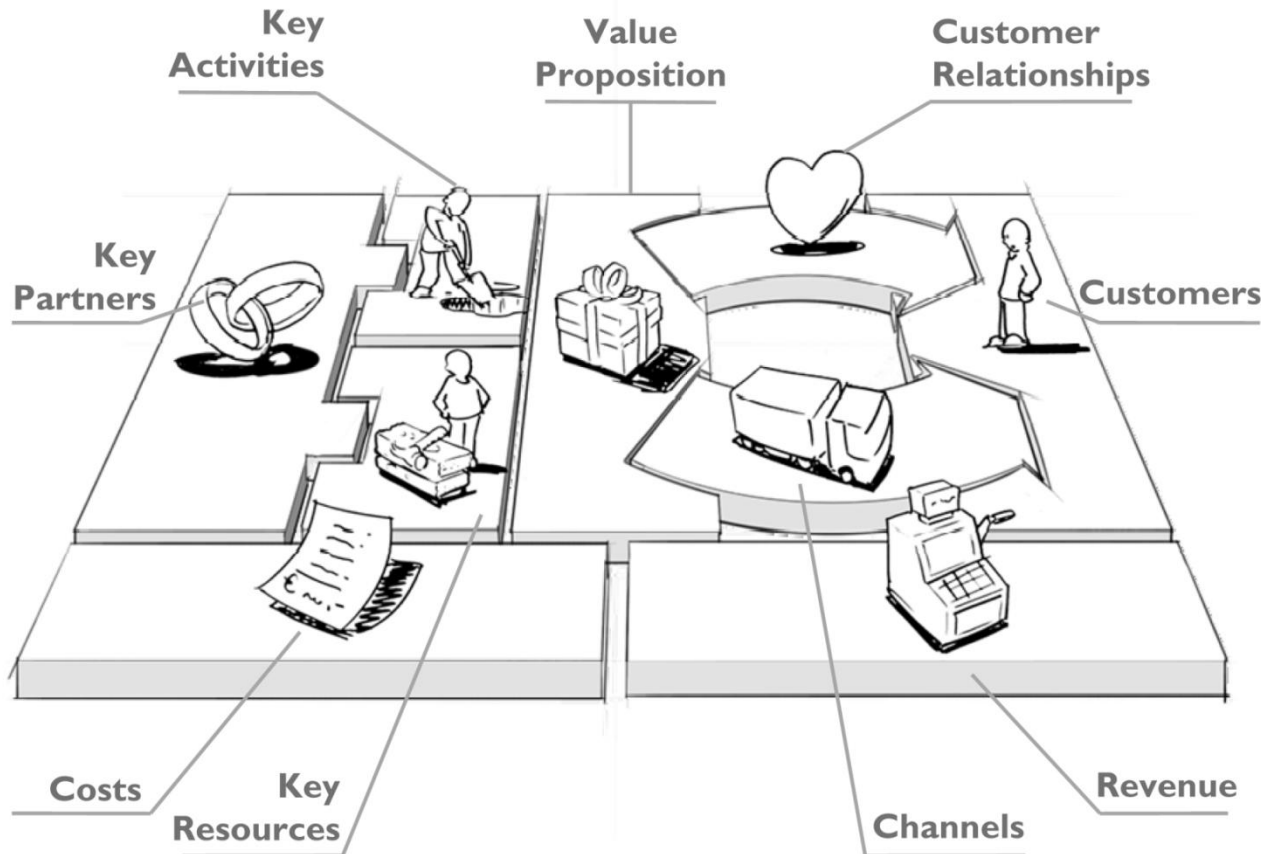 Key
Activities
Value
Proposition
Customer
Relationships
Key
Partners
Customers
Costs
Key
Resources
Channels
Revenue